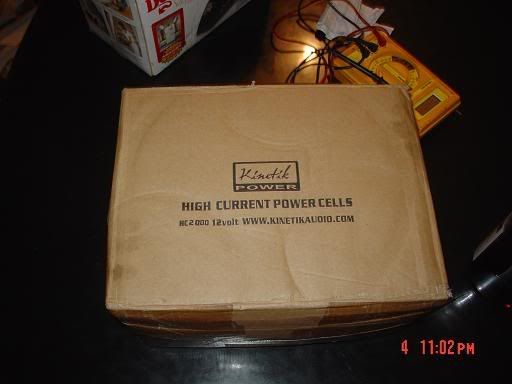 Kinetik
POWER
HIGH CURRENT POWER CELLS
HC2000 12volt WWW.KINETIKAUDIO.COM
4 11:02PM